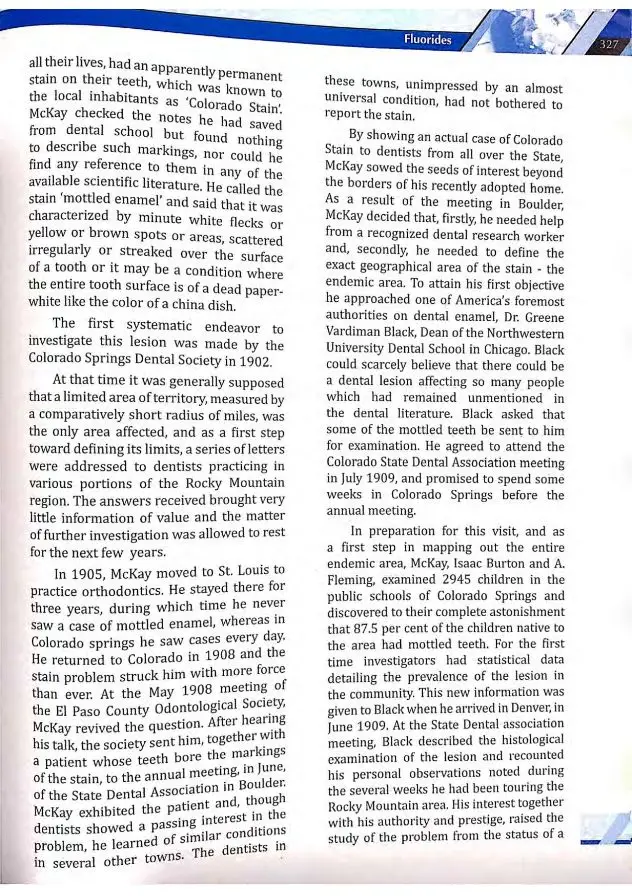 Fluorides
327
all their lives, had an apparently permanent
stain on their teeth, which was known to
the local inhabitants as 'Colorado Stain'.
McKay checked the notes he had saved
from dental school but found nothing
to describe such markings, nor could he
find any reference to them in any of the
available scientific literature. He called the
stain 'mottled enamel' and said that it was
characterized by minute white flecks or
yellow or brown spots or areas, scattered
irregularly or streaked over the surface
of a tooth or it may be a condition where
the entire tooth surface is of a dead paper-
white like the color of a china dish.
The first systematic endeavor to
investigate this lesion was made by the
Colorado Springs Dental Society in 1902.
At that time it was generally supposed
that a limited area of territory, measured by
a comparatively short radius of miles, was
the only area affected, and as a first step
toward defining its limits, a series of letters
were addressed to dentists practicing in
various portions of the Rocky Mountain
region. The answers received brought very
little information of value and the matter
of further investigation was allowed to rest
for the next few years.
In 1905, McKay moved to St. Louis to
practice orthodontics. He stayed there for
three years, during which time he never
saw a case of mottled enamel, whereas in
Colorado springs he saw cases every day.
He returned to Colorado in 1908 and the
stain problem struck him with more force
than ever. At the May 1908 meeting of
the El Paso County Odontological Society,
McKay revived the question. After hearing
his talk, the society sent him, together with
a patient whose teeth bore the markings
of the stain, to the annual meeting, in June,
of the State Dental Association in Boulder.
McKay exhibited the patient and, though
dentists showed a passing interest in the
problem, he learned of similar conditions
in several other towns. The dentists in
these towns, unimpressed by an almost
universal condition, had not bothered to
report the stain.
By showing an actual case of Colorado
Stain to dentists from all over the State,
McKay sowed the seeds of interest beyond
the borders of his recently adopted home.
As a result of the meeting in Boulder,
McKay decided that, firstly, he needed help
from a recognized dental research worker
and, secondly, he needed to define the
exact geographical area of the stain - the
endemic area. To attain his first objective
he approached one of America's foremost
authorities on dental enamel, Dr. Greene
Vardiman Black, Dean of the Northwestern
University Dental School in Chicago. Black
could scarcely believe that there could be
a dental lesion affecting so many people
which had remained unmentioned in
the dental literature. Black asked that
some of the mottled teeth be sent to him
for examination. He agreed to attend the
Colorado State Dental Association meeting
in July 1909, and promised to spend some
weeks in Colorado Springs before the
annual meeting.
In preparation for this visit, and as
a first step in mapping out the entire
endemic area, McKay, Isaac Burton and A.
Fleming, examined 2945 children in the
public schools of Colorado Springs and
discovered to their complete astonishment
that 87.5 per cent of the children native to
the area had mottled teeth. For the first
time investigators had statistical data
detailing the prevalence of the lesion in
the community. This new information was
given to Black when he arrived in Denver, in
June 1909. At the State Dental association
meeting, Black described the histological
examination of the lesion and recounted
his personal observations noted during
the several weeks he had been touring the
Rocky Mountain area. His interest together
with his authority and prestige, raised the
study of the problem from the status of a